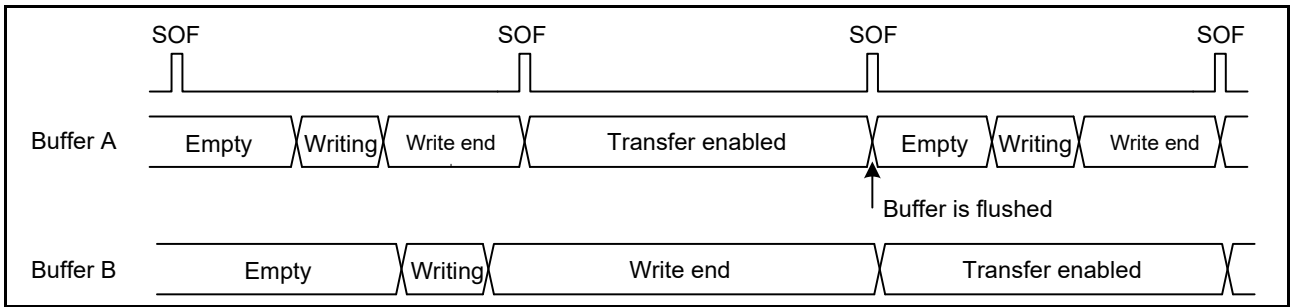 SOF SOF SOF SOF
Buffer A Empty Writing Write end Transfer enabled Empty Writing Write end
Buffer is flushed
Buffer B Empty Writing Write end Transfer enabled